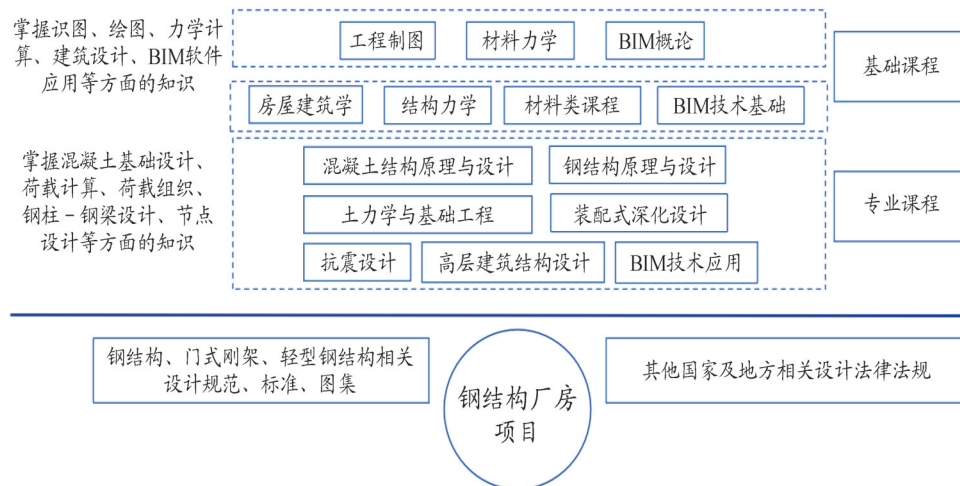 掌握识图、绘图、力学计
算、建筑设计、BIM软件
应用等方面的知识
工程制图
材料力学
BIM概论
基础课程
房屋建筑学
结构力学
材料类课程
BIM技术基础
掌握混凝土基础设计、
荷载计算、荷载组织、
钢柱-钢梁设计、节点
设计等方面的知识
混凝土结构原理与设计
钢结构原理与设计
土力学与基础工程
装配式深化设计
专业课程
抗震设计
高层建筑结构设计
BIM技术应用
钢结构、门式刚架、轻型钢结构相关
设计规范、标准、图集
钢结构厂房
项目
其他国家及地方相关设计法律法规